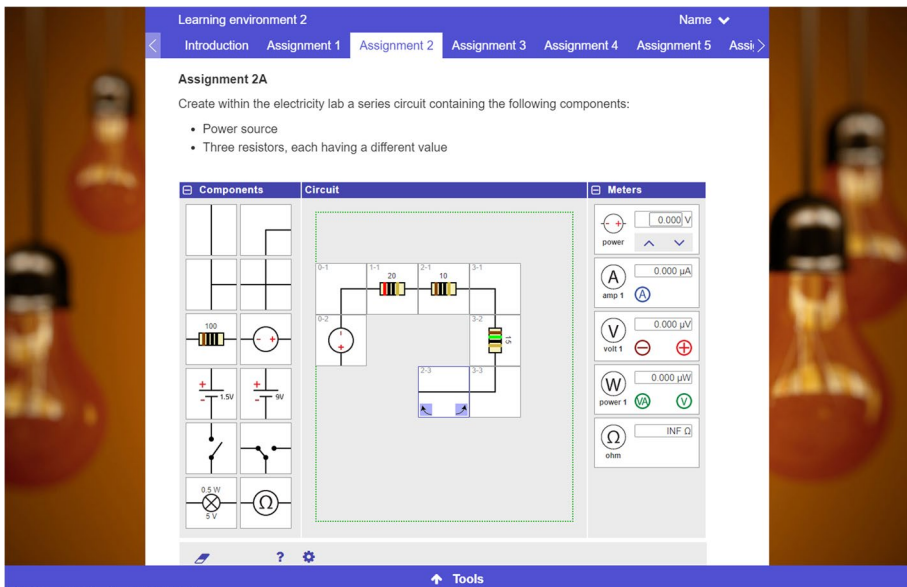 Learning environment 2
Name
Introduction Assignment 1 Assignment 2 Assignment 3 Assignment 4 Assignment 5 Assi
Assignment 2A
Create within the electricity lab a series circuit containing the following components:
• Power source
• Three resistors, each having a different value
Components
Circuit
Meters
100
- +
+
-
1.5V
+
-
9V
0.5 W
5 V
Ω
0-1
1-1
20
2-1
10
3-1
0-2
-
+
3-2
15
2-3
3-3
- +
power
0.000 V
A
amp 1
0.000 µA
A
V
volt 1
0.000 µV
W
power 1
0.000 µW
VA
V
Ω
ohm
INF Ω
?
Tools